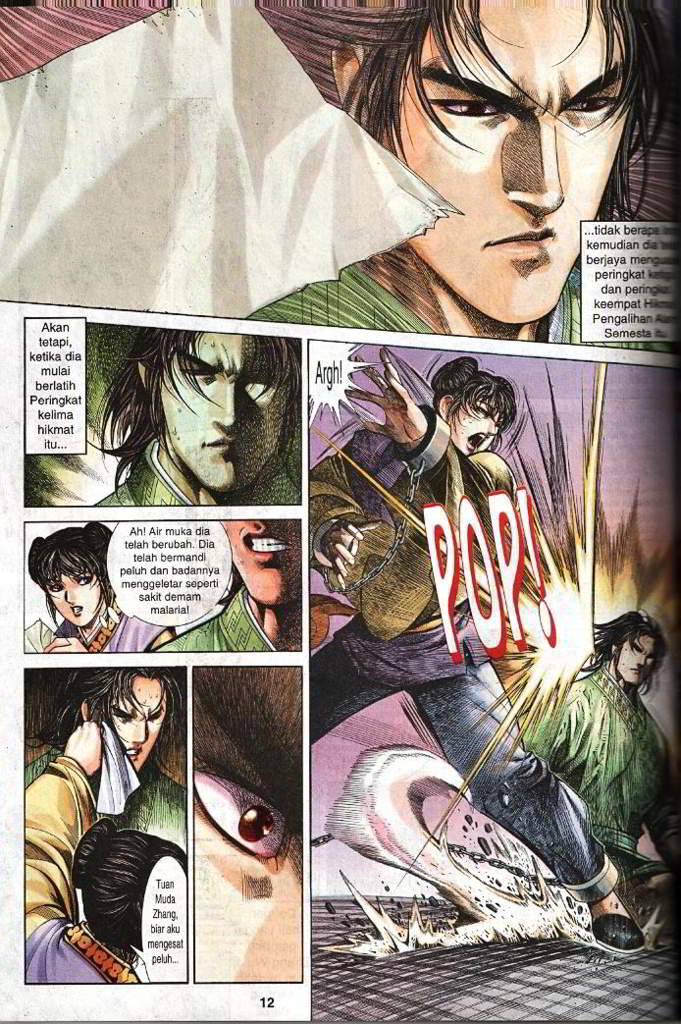 ...tidak berapa
kemudian dia
berjaya
peringkat
dan
keempat
Pengalihan
Semesta itu
Akan
tetapi,
ketika dia
mulai
berlatih
Peringkat
kelima
hikmat
itu...
Ah! Air muka dia
telah berubah. Dia
telah bermandi
peluh dan badannya
menggeletar seperti
sakit demam
malaria!
Tuan
Muda
Zhang,
biar aku
mengesat
peluh...
Argh!
POP!
12